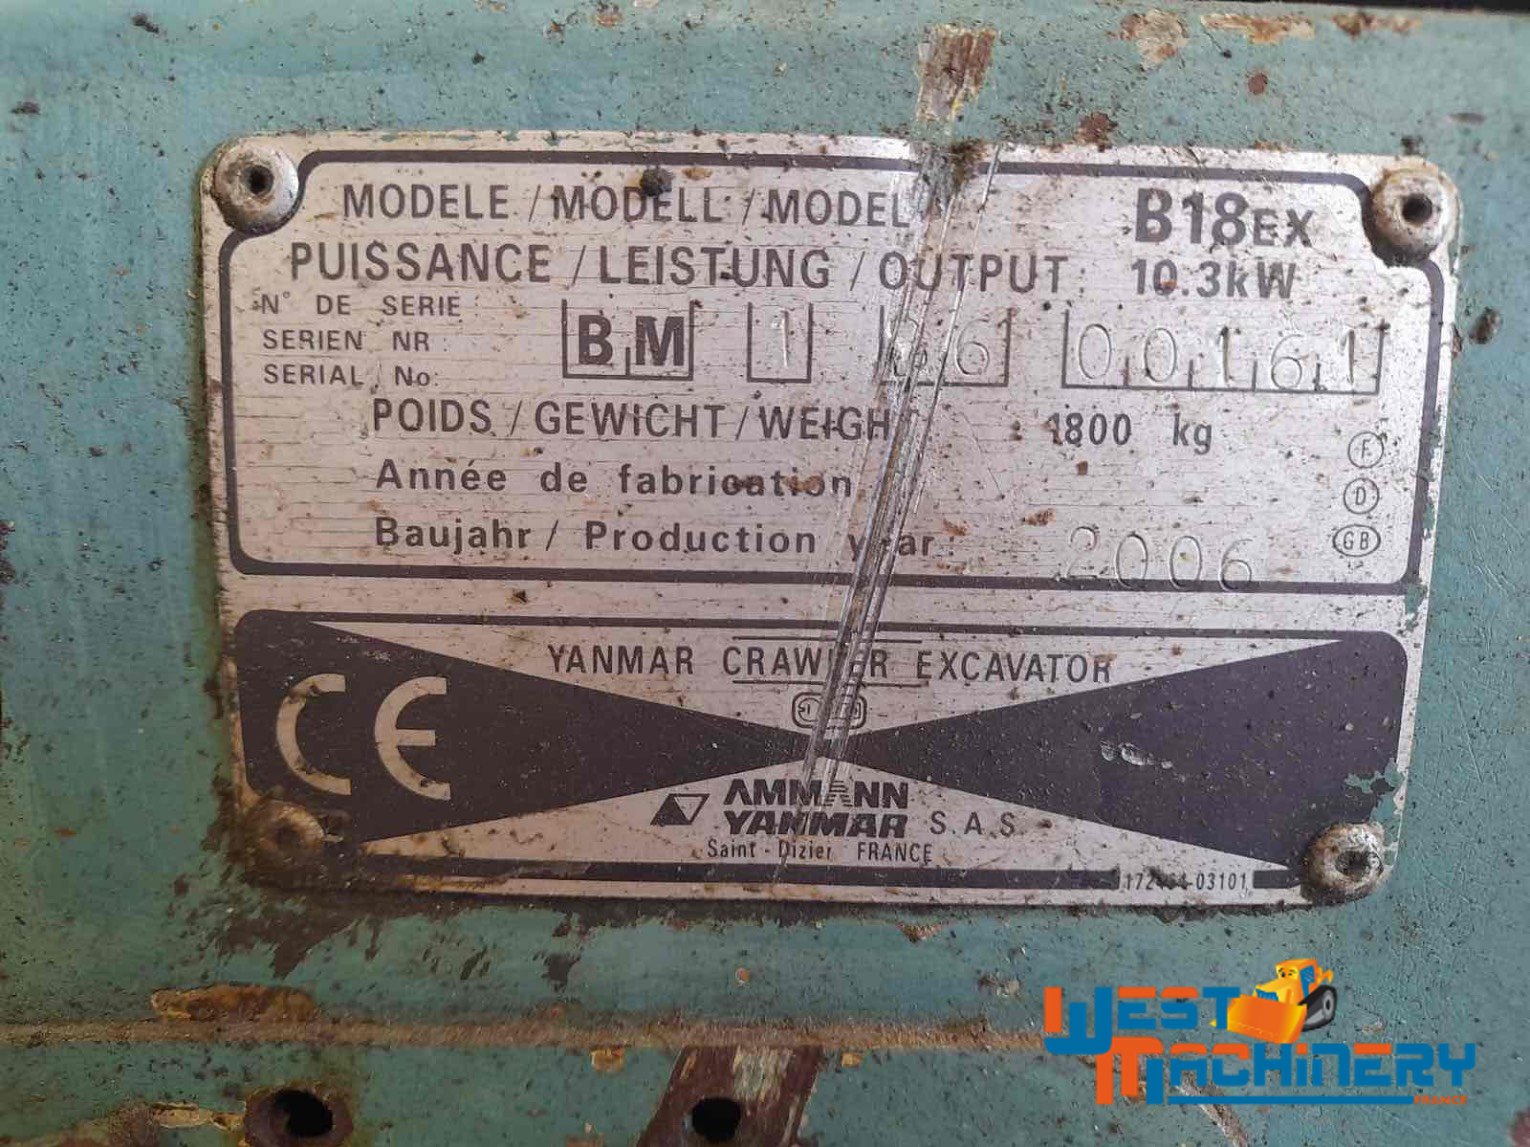 MODELE / MODELL / MODEL B18EX
PUISSANCE / LEISTUNG / OUTPUT: 10.3kW
N° DE SERIE :
SERIEN NR :
SERIAL No: BM 1 00161
POIDS / GEWICHT / WEIGH : 1800 kg
Année de fabrication
F
D
Baujahr / Production year: 2006 GB
YANMAR CRAWLER EXCAVATOR
CE
AMMANN
YANMAR S.A.S
Saint-Dizier FRANCE
WEST
MACHINERY
FRANCE